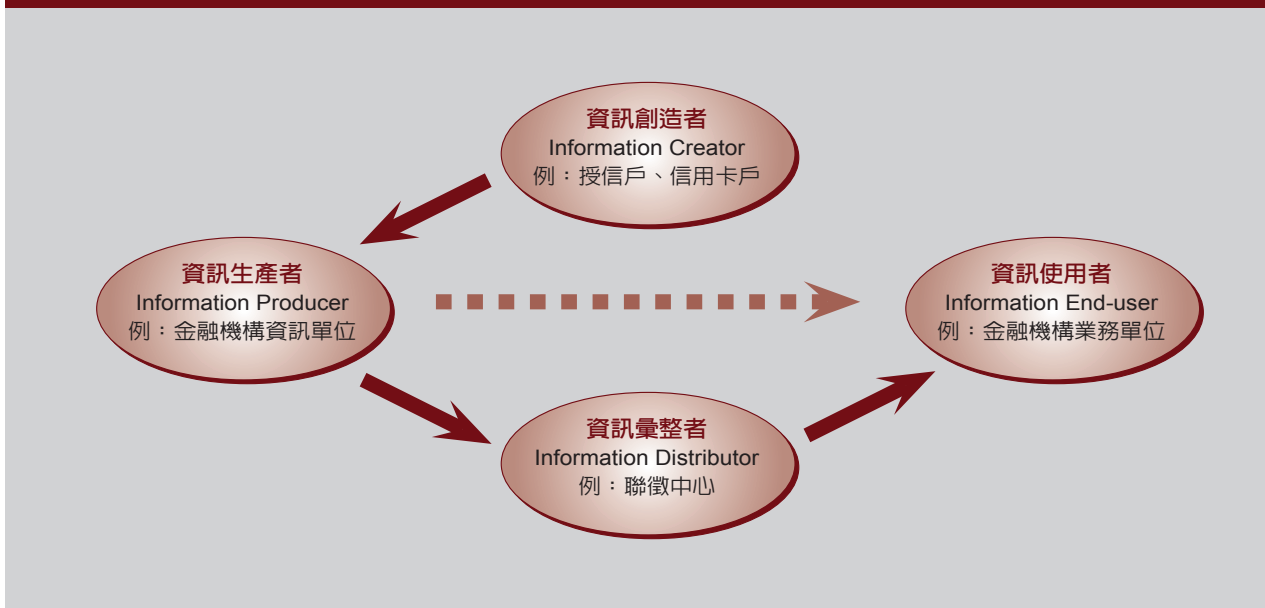 資訊創造者
Information Creator
例：授信戶、信用卡戶
資訊生產者
Information Producer
例：金融機構資訊單位
資訊使用者
Information End-user
例：金融機構業務單位
資訊彙整者
Information Distributor
例：聯徵中心